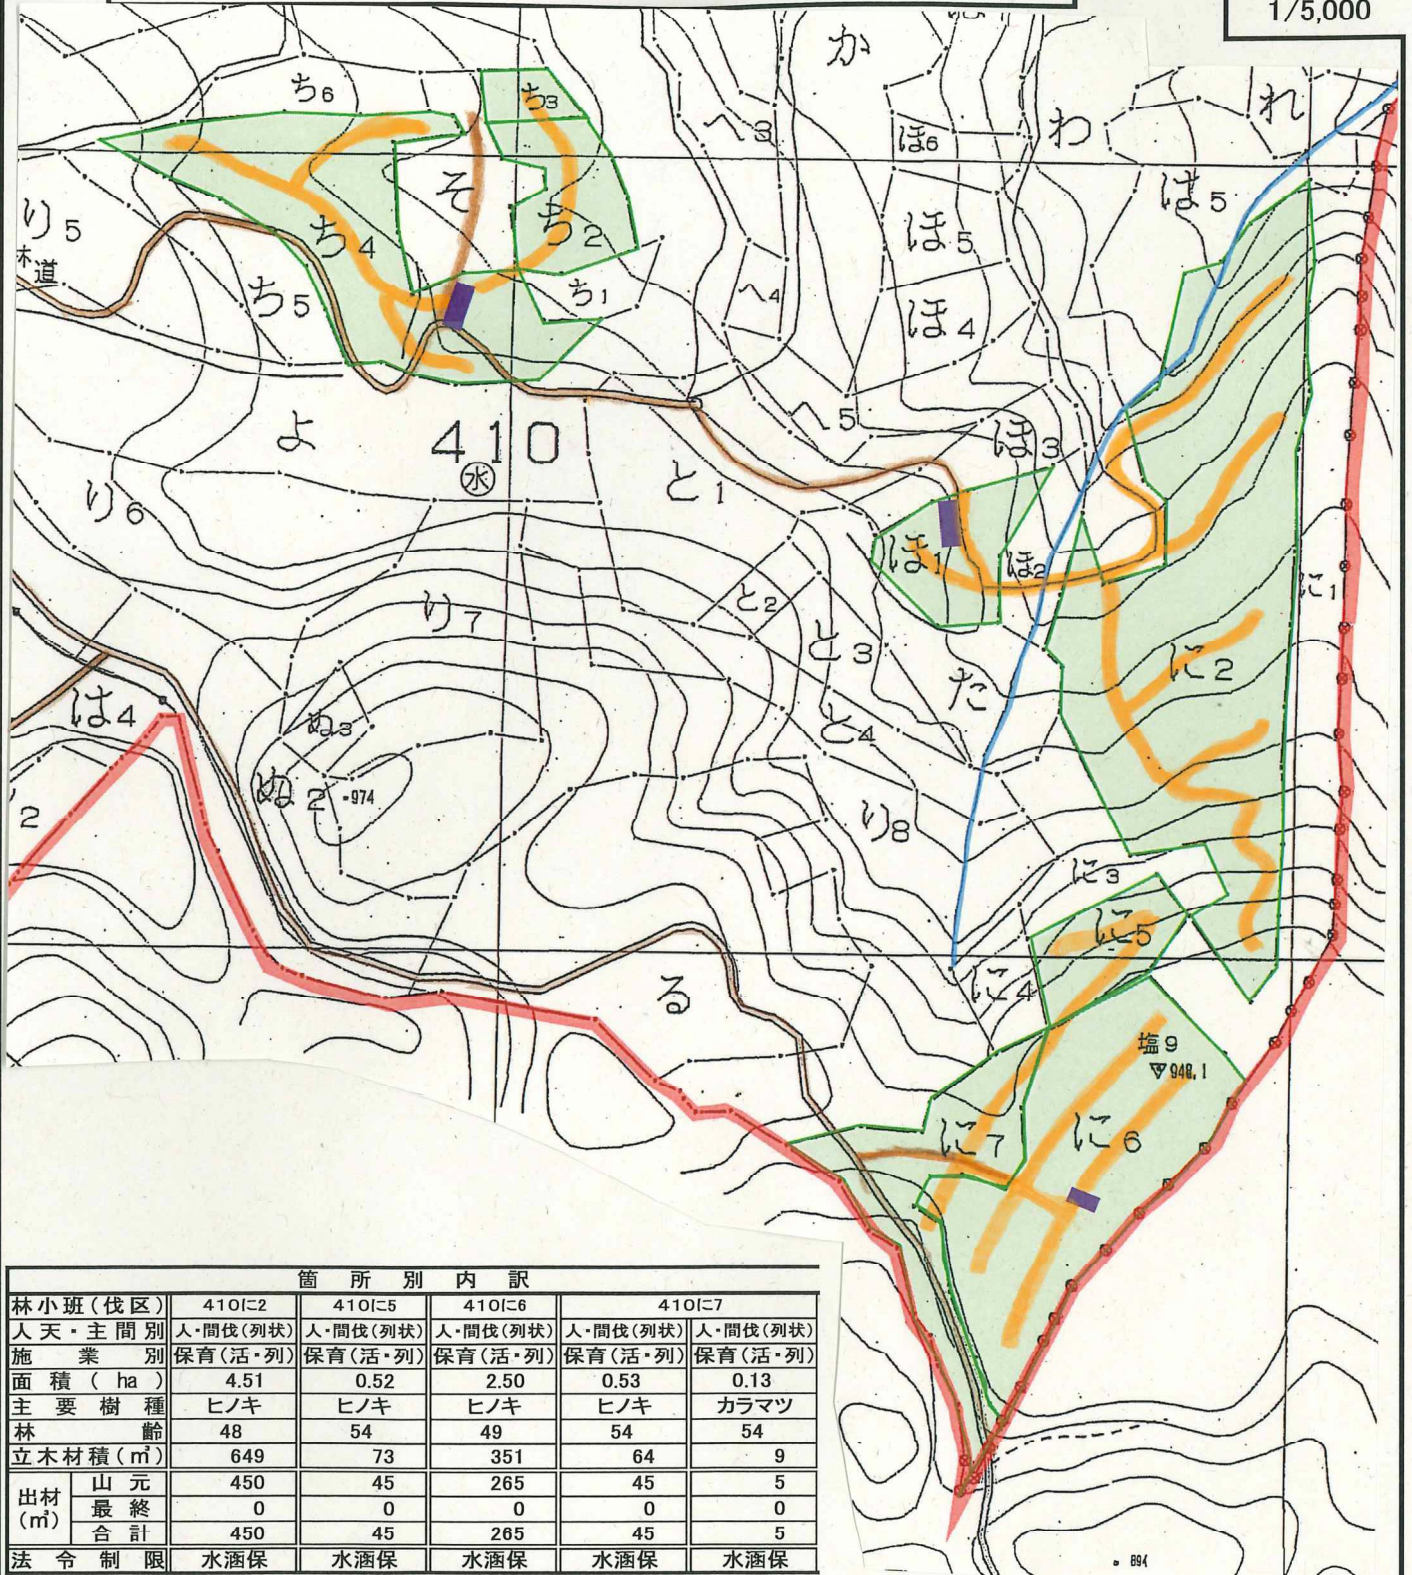 1/5,000
か
ち6
ち3
へ3
ほ6
わ
れ
そ
は5
り5
ち4
ち2
ほ5
林道
ち5
ち1
へ4
ほ4
よ
410
へ5
ほ3
水
と1
り6
ほ1
ほ2
と2
に1
り7
と3
に2
た
は4
ぬ3
と4
ぬ2
・974
2
り8
に3
に5
に4
る
塩9
948.1
に7
に6
箇所別内訳
林小班(伐区) 410に2 410に5 410に6 410に7
人天・主間別 人・間伐(列状) 人・間伐(列状) 人・間伐(列状) 人・間伐(列状) 人・間伐(列状)
施業別 保育(活・列) 保育(活・列) 保育(活・列) 保育(活・列) 保育(活・列)
面積(ha) 4.51 0.52 2.50 0.53 0.13
主要樹種 ヒノキ ヒノキ ヒノキ ヒノキ カラマツ
林齢 48 54 49 54 54
立木材積(㎥) 649 73 351 64 9
出材(㎥) 山元 450 45 265 45 5
最終 0 0 0 0 0
合計 450 45 265 45 5
法令制限 水涵保 水涵保 水涵保 水涵保 水涵保
894